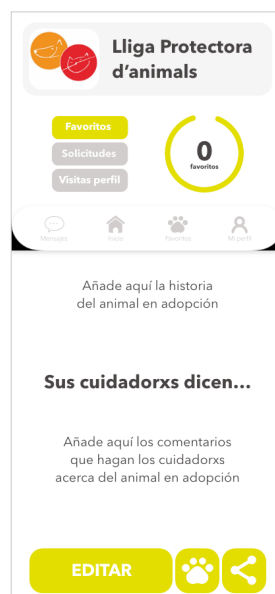 Lliga Protectora
d’animals
Favoritos
Solicitudes
Visitas perfil
0
favoritos
Mensajes
Inicio
Favoritos
Mi perfil
Añade aquí la historia
del animal en adopción
Sus cuidadorxs dicen...
Añade aquí los comentarios
que hagan los cuidadorxs
acerca del animal en adopción
EDITAR